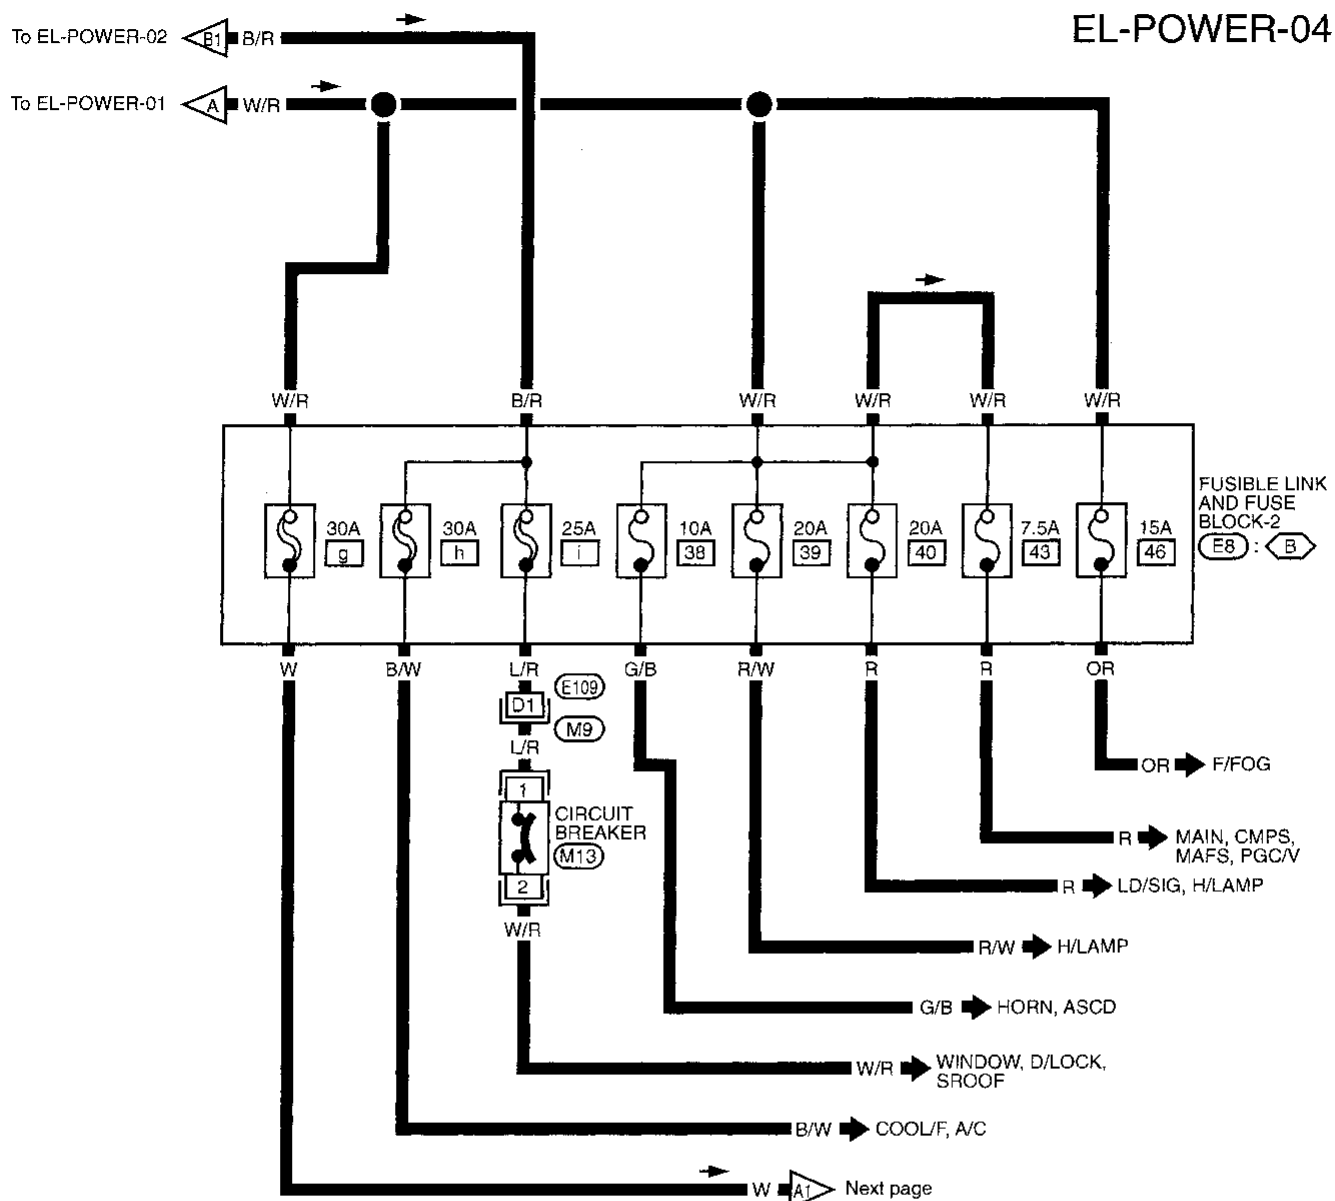 EL-POWER-04
To EL-POWER-02 B1 B/R
To EL-POWER-01 A W/R
W/R B/R W/R W/R W/R W/R
FUSIBLE LINK
AND FUSE
BLOCK-2
E8 : B
30A 30A 25A 10A 20A 20A 7.5A 15A
g h i 38 39 40 43 46
W B/W L/R G/B R/W R R OR
E109
D1
M9
L/R
OR F/FOG
1
CIRCUIT
BREAKER
M13
2
R MAIN, CMPS,
MAFS, PGC/V
R LD/SIG, H/LAMP
W/R
R/W H/LAMP
G/B HORN, ASCD
W/R WINDOW, D/LOCK,
SROOF
B/W COOL/F, A/C
W A1 Next page